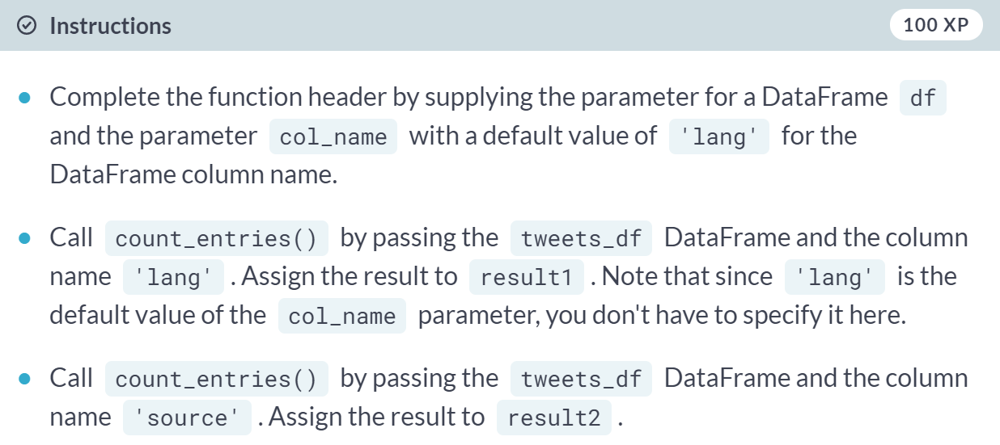 Instructions 100 XP
Complete the function header by supplying the parameter for a DataFrame df
and the parameter col_name with a default value of 'lang' for the
DataFrame column name.
Call count_entries() by passing the tweets_df DataFrame and the column
name 'lang' . Assign the result to result1 . Note that since 'lang' is the
default value of the col_name parameter, you don't have to specify it here.
Call count_entries() by passing the tweets_df DataFrame and the column
name 'source' . Assign the result to result2 .